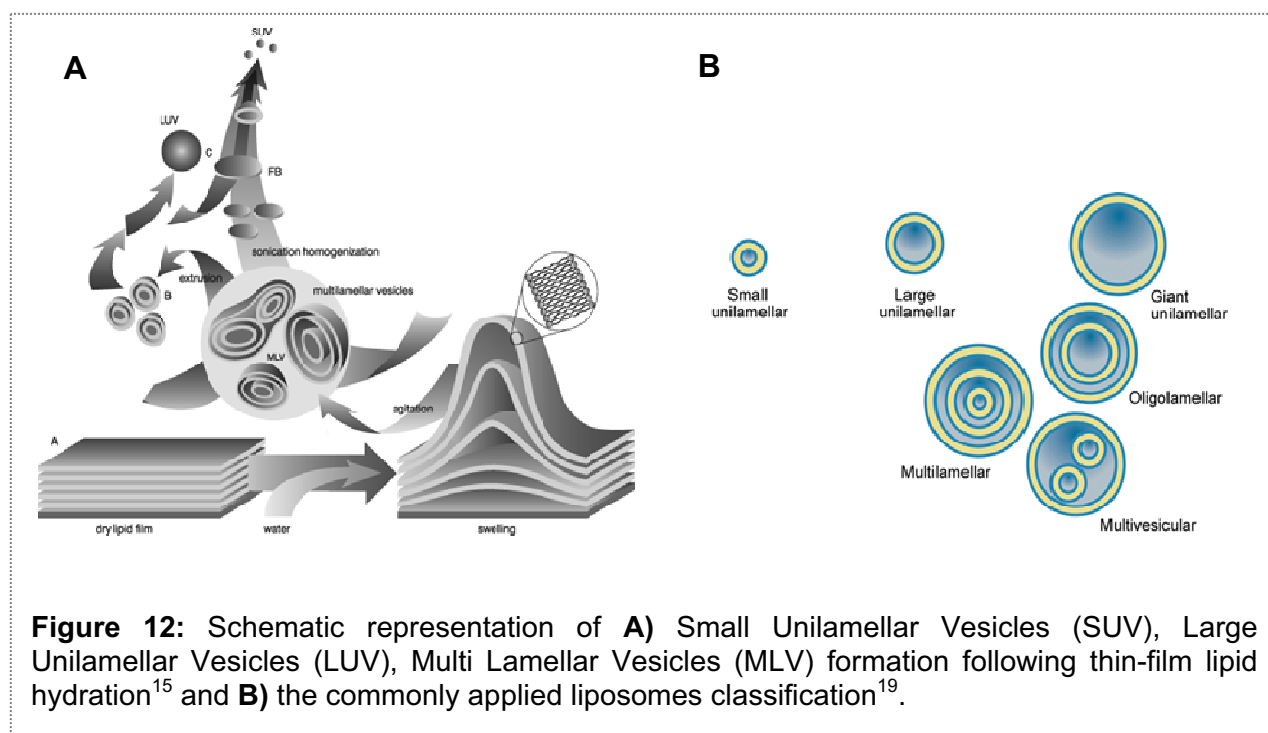 A
SUV
LUV
C
FB
sonication homogenization
extrusion
B
multilamellar vesicles
MLV
agitation
A
dry lipid film
water
swelling
B
Small
unilamellar
Large
unilamellar
Giant
unilamellar
Oligolamellar
Multilamellar
Multivesicular
Figure 12: Schematic representation of A) Small Unilamellar Vesicles (SUV), Large
Unilamellar Vesicles (LUV), Multi Lamellar Vesicles (MLV) formation following thin-film lipid
hydration15 and B) the commonly applied liposomes classification19.